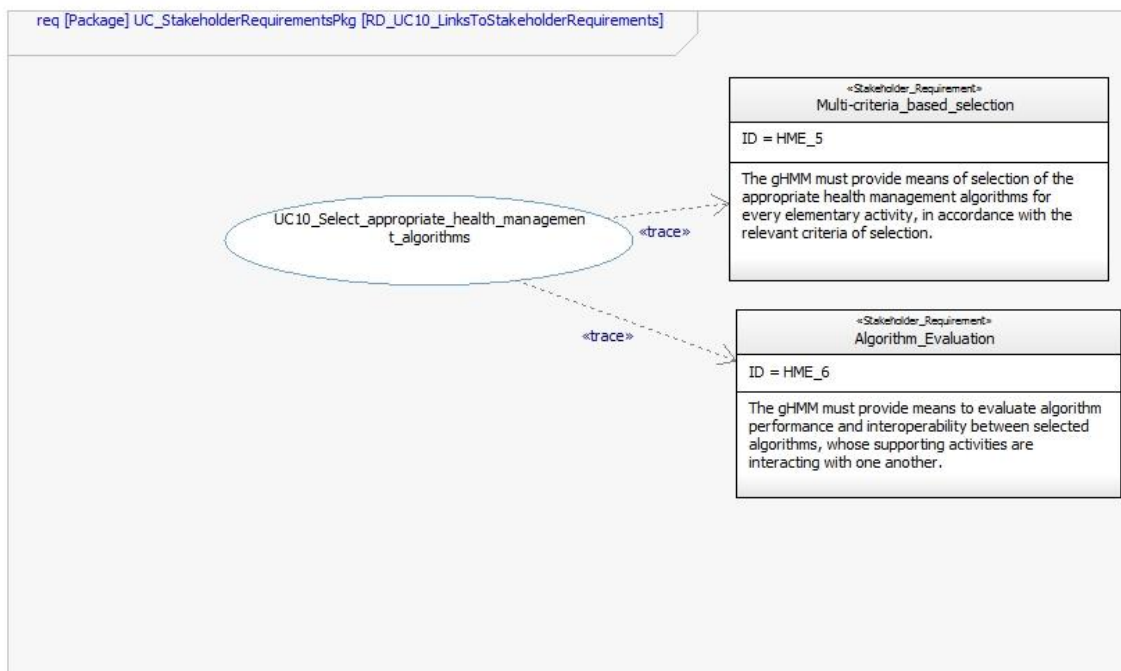 req [Package] UC_StakeholderRequirementsPkg [RD_UC10_LinksToStakeholderRequirements]
«Stakeholder_Requirement»
Multi-criteria_based_selection
ID = HME_5
The gHMM must provide means of selection of the
appropriate health management algorithms for
every elementary activity, in accordance with the
relevant criteria of selection.
UC10_Select_appropriate_health_managemen
t_algorithms
«trace»
«trace»
«Stakeholder_Requirement»
Algorithm_Evaluation
ID = HME_6
The gHMM must provide means to evaluate algorithm
performance and interoperability between selected
algorithms, whose supporting activities are
interacting with one another.